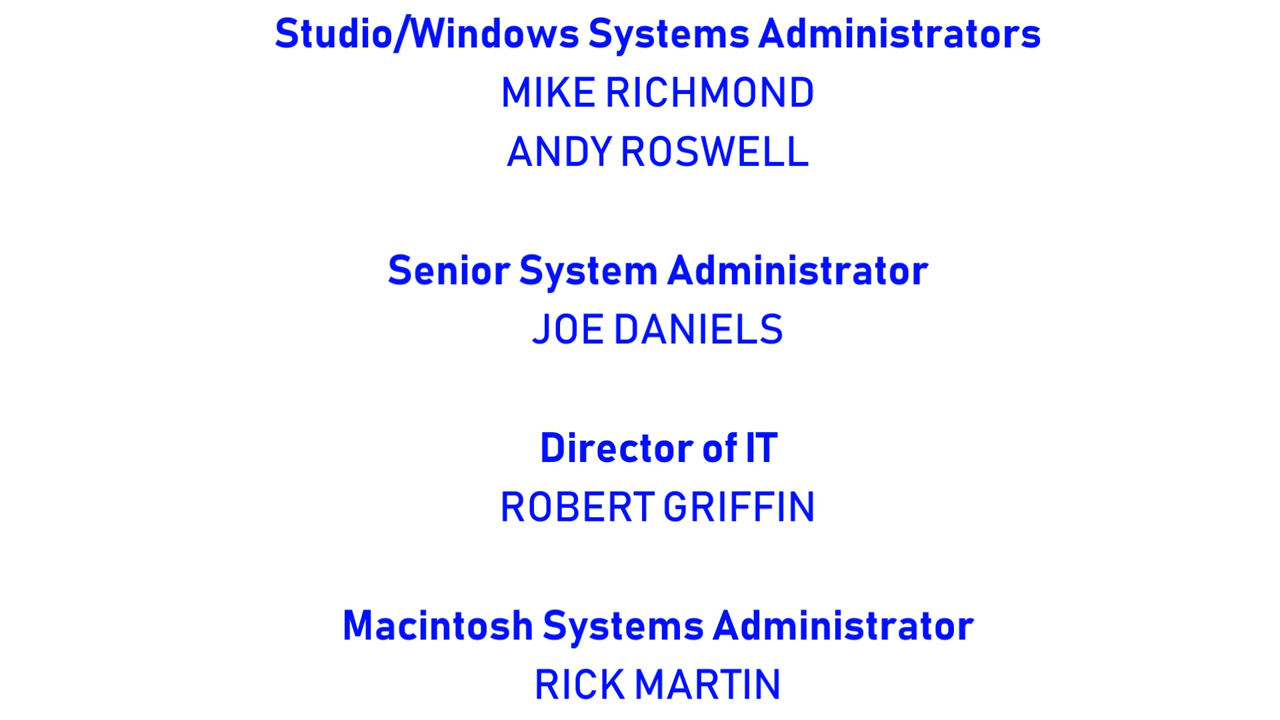 Studio/Windows Systems Administrators
MIKE RICHMOND
ANDY ROSWELL
Senior System Administrator
JOE DANIELS
Director of IT
ROBERT GRIFFIN
Macintosh Systems Administrator
RICK MARTIN